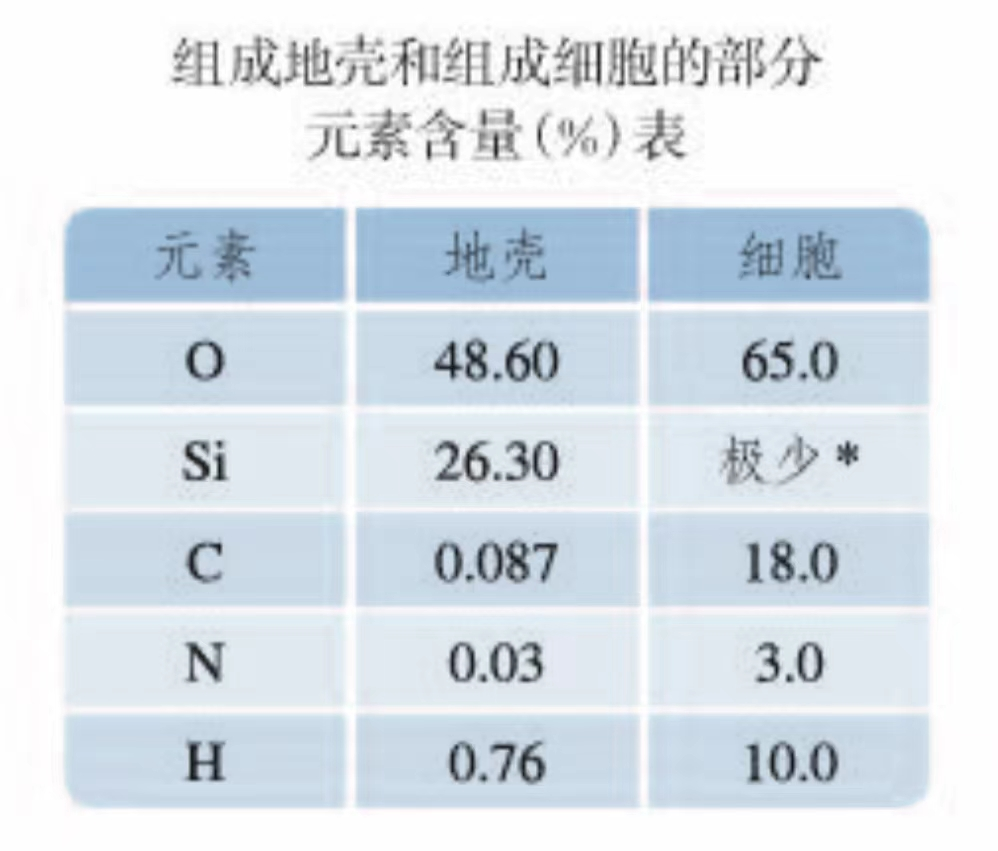 组成地壳和组成细胞的部分
元素含量(%)表
元素 地壳 细胞
O 48.60 65.0
Si 26.30 极少*
C 0.087 18.0
N 0.03 3.0
H 0.76 10.0